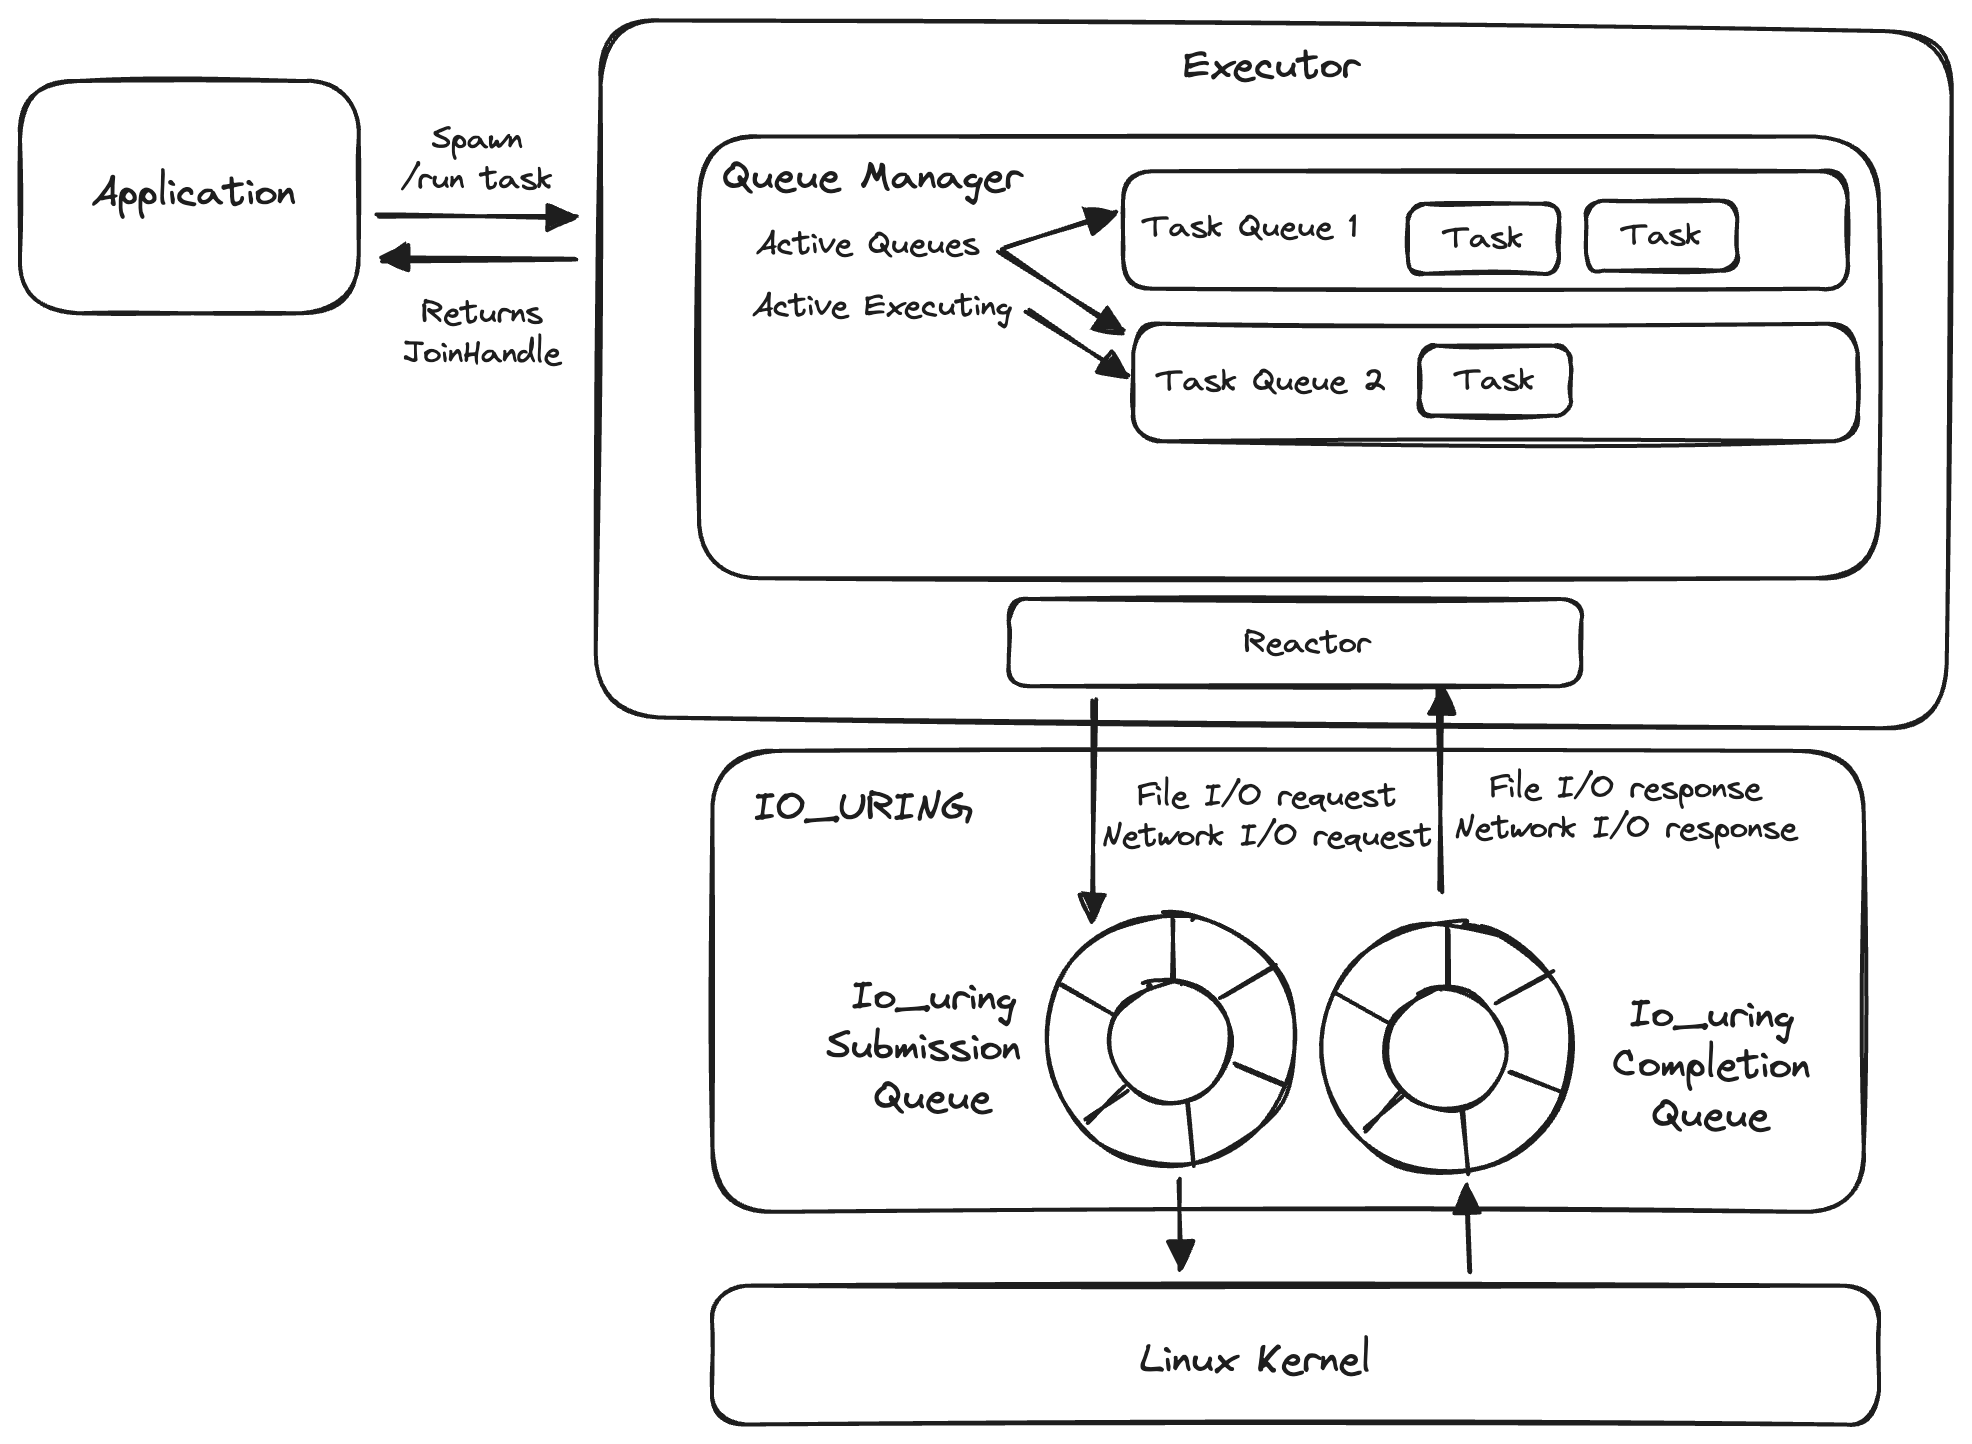 Executor
Application
Spawn
/run task
Returns
JoinHandle
Queue Manager
Active Queues
Active Executing
Task Queue 1
Task
Task
Task Queue 2
Task
Reactor
IO_URING
File I/O request
Network I/O request
File I/O response
Network I/O response
Io_uring
Submission
Queue
Io_uring
Completion
Queue
Linux Kernel